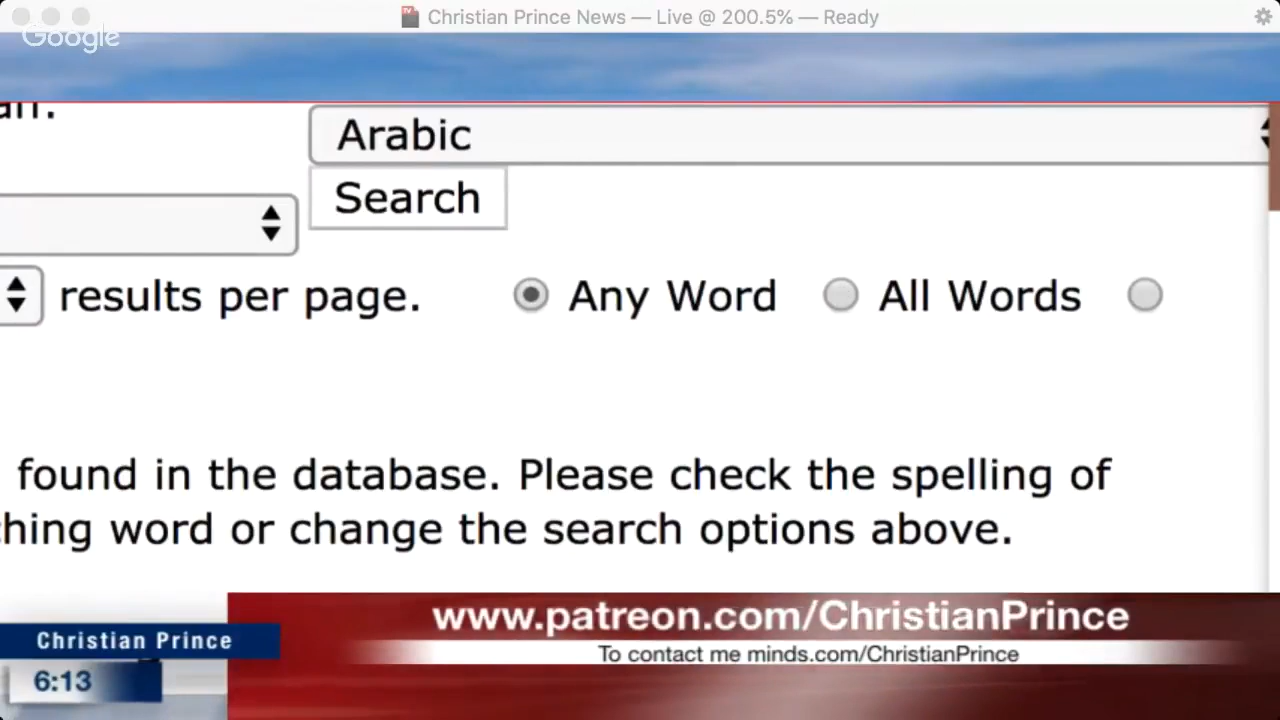 Christian Prince News — Live @ 200.5% — Ready
Google
an.
Arabic
Search
results per page. Any Word All Words
found in the database. Please check the spelling of
ching word or change the search options above.
www.patreon.com/ChristianPrince
Christian Prince
To contact me minds.com/ChristianPrince
6:13